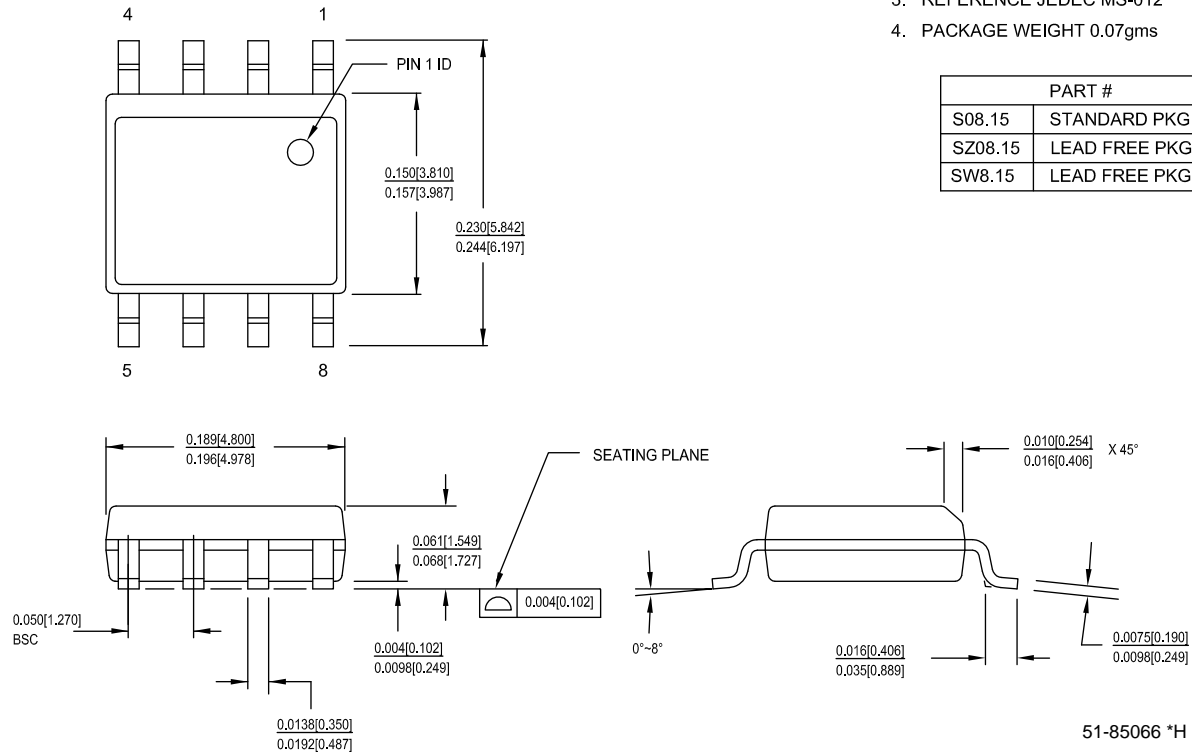 3. REFERENCE JEDEC MS-012
4. PACKAGE WEIGHT 0.07gms
PART #
S08.15 STANDARD PKG
SZ08.15 LEAD FREE PKG
SW8.15 LEAD FREE PKG
4 1
PIN 1 ID
0.150[3.810]
0.157[3.987]
0.230[5.842]
0.244[6.197]
5 8
0.189[4.800]
0.196[4.978]
SEATING PLANE
0.010[0.254]
0.016[0.406]
X 45°
0.061[1.549]
0.068[1.727]
0.004[0.102]
0.050[1.270]
BSC
0.004[0.102]
0.0098[0.249]
0°~8°
0.016[0.406]
0.035[0.889]
0.0075[0.190]
0.0098[0.249]
0.0138[0.350]
0.0192[0.487]
51-85066 *H